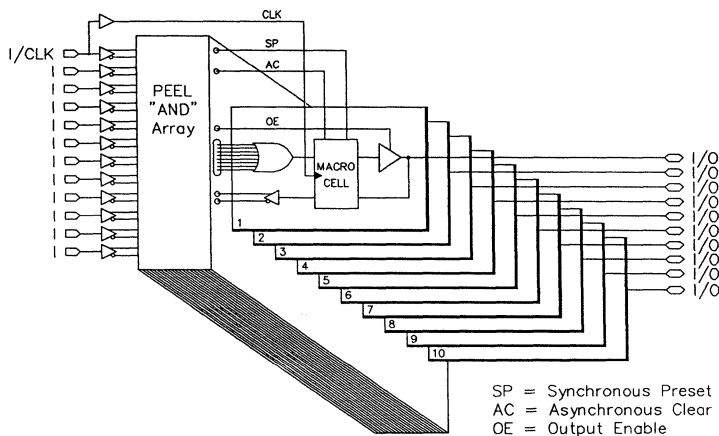 CLK
I/CLK
SP
I
AC
I
PEEL
"AND"
Array
I
I
OE
I
I
MACRO
CELL
I
I
I
I
I
1
2
3
4
5
6
7
8
9
10
I/O
I/O
I/O
I/O
I/O
I/O
I/O
I/O
I/O
I/O
SP = Synchronous Preset
AC = Asynchronous Clear
OE = Output Enable